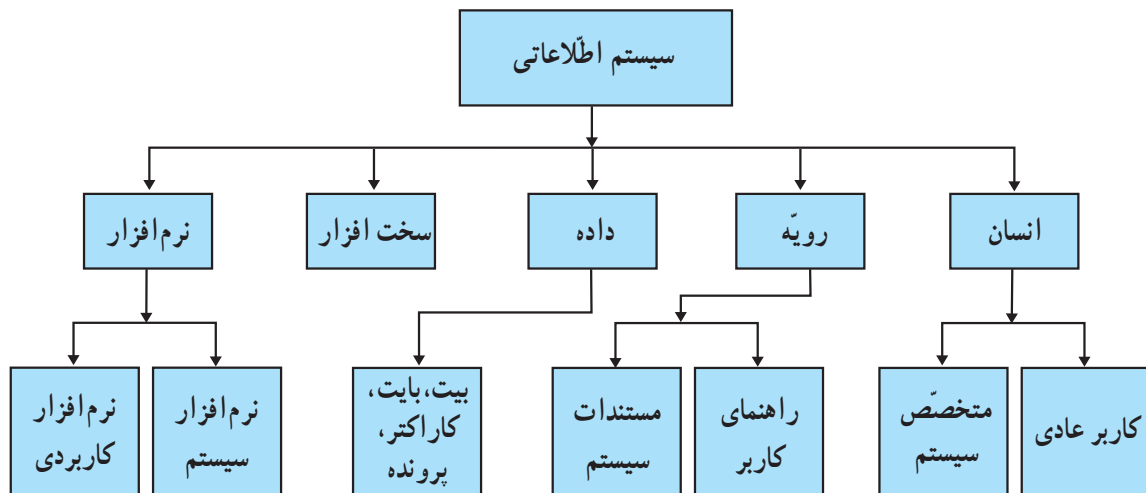 سیستم اطّلاعاتی
انسان
رویّه
داده
سخت افزار
نرم‌افزار
کاربر عادی
متخصّص
سیستم
راهنمای
کاربر
مستندات
سیستم
بیت،بایت،
کاراکتر،
پرونده
نرم‌افزار
سیستم
نرم‌افزار
کاربردی